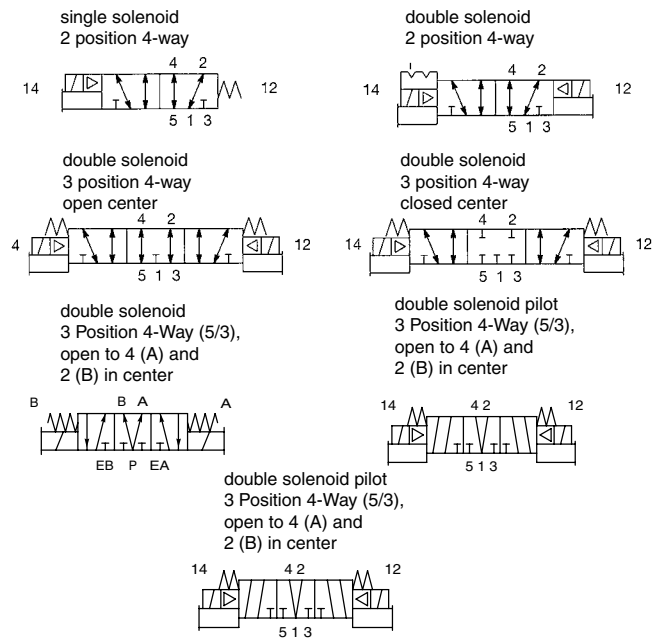 single solenoid
2 position 4-way
14
4 2
12
5 1 3
double solenoid
2 position 4-way
14
4 2
12
5 1 3
double solenoid
3 position 4-way
open center
4
4 2
12
5 1 3
double solenoid
3 position 4-way
closed center
14
4 2
12
5 1 3
double solenoid
3 Position 4-Way (5/3),
open to 4 (A) and
2 (B) in center
B
B A
A
EB P EA
double solenoid pilot
3 Position 4-Way (5/3),
open to 4 (A) and
2 (B) in center
14
4 2
12
5 1 3
double solenoid pilot
3 Position 4-Way (5/3),
open to 4 (A) and
2 (B) in center
14
4 2
12
5 1 3